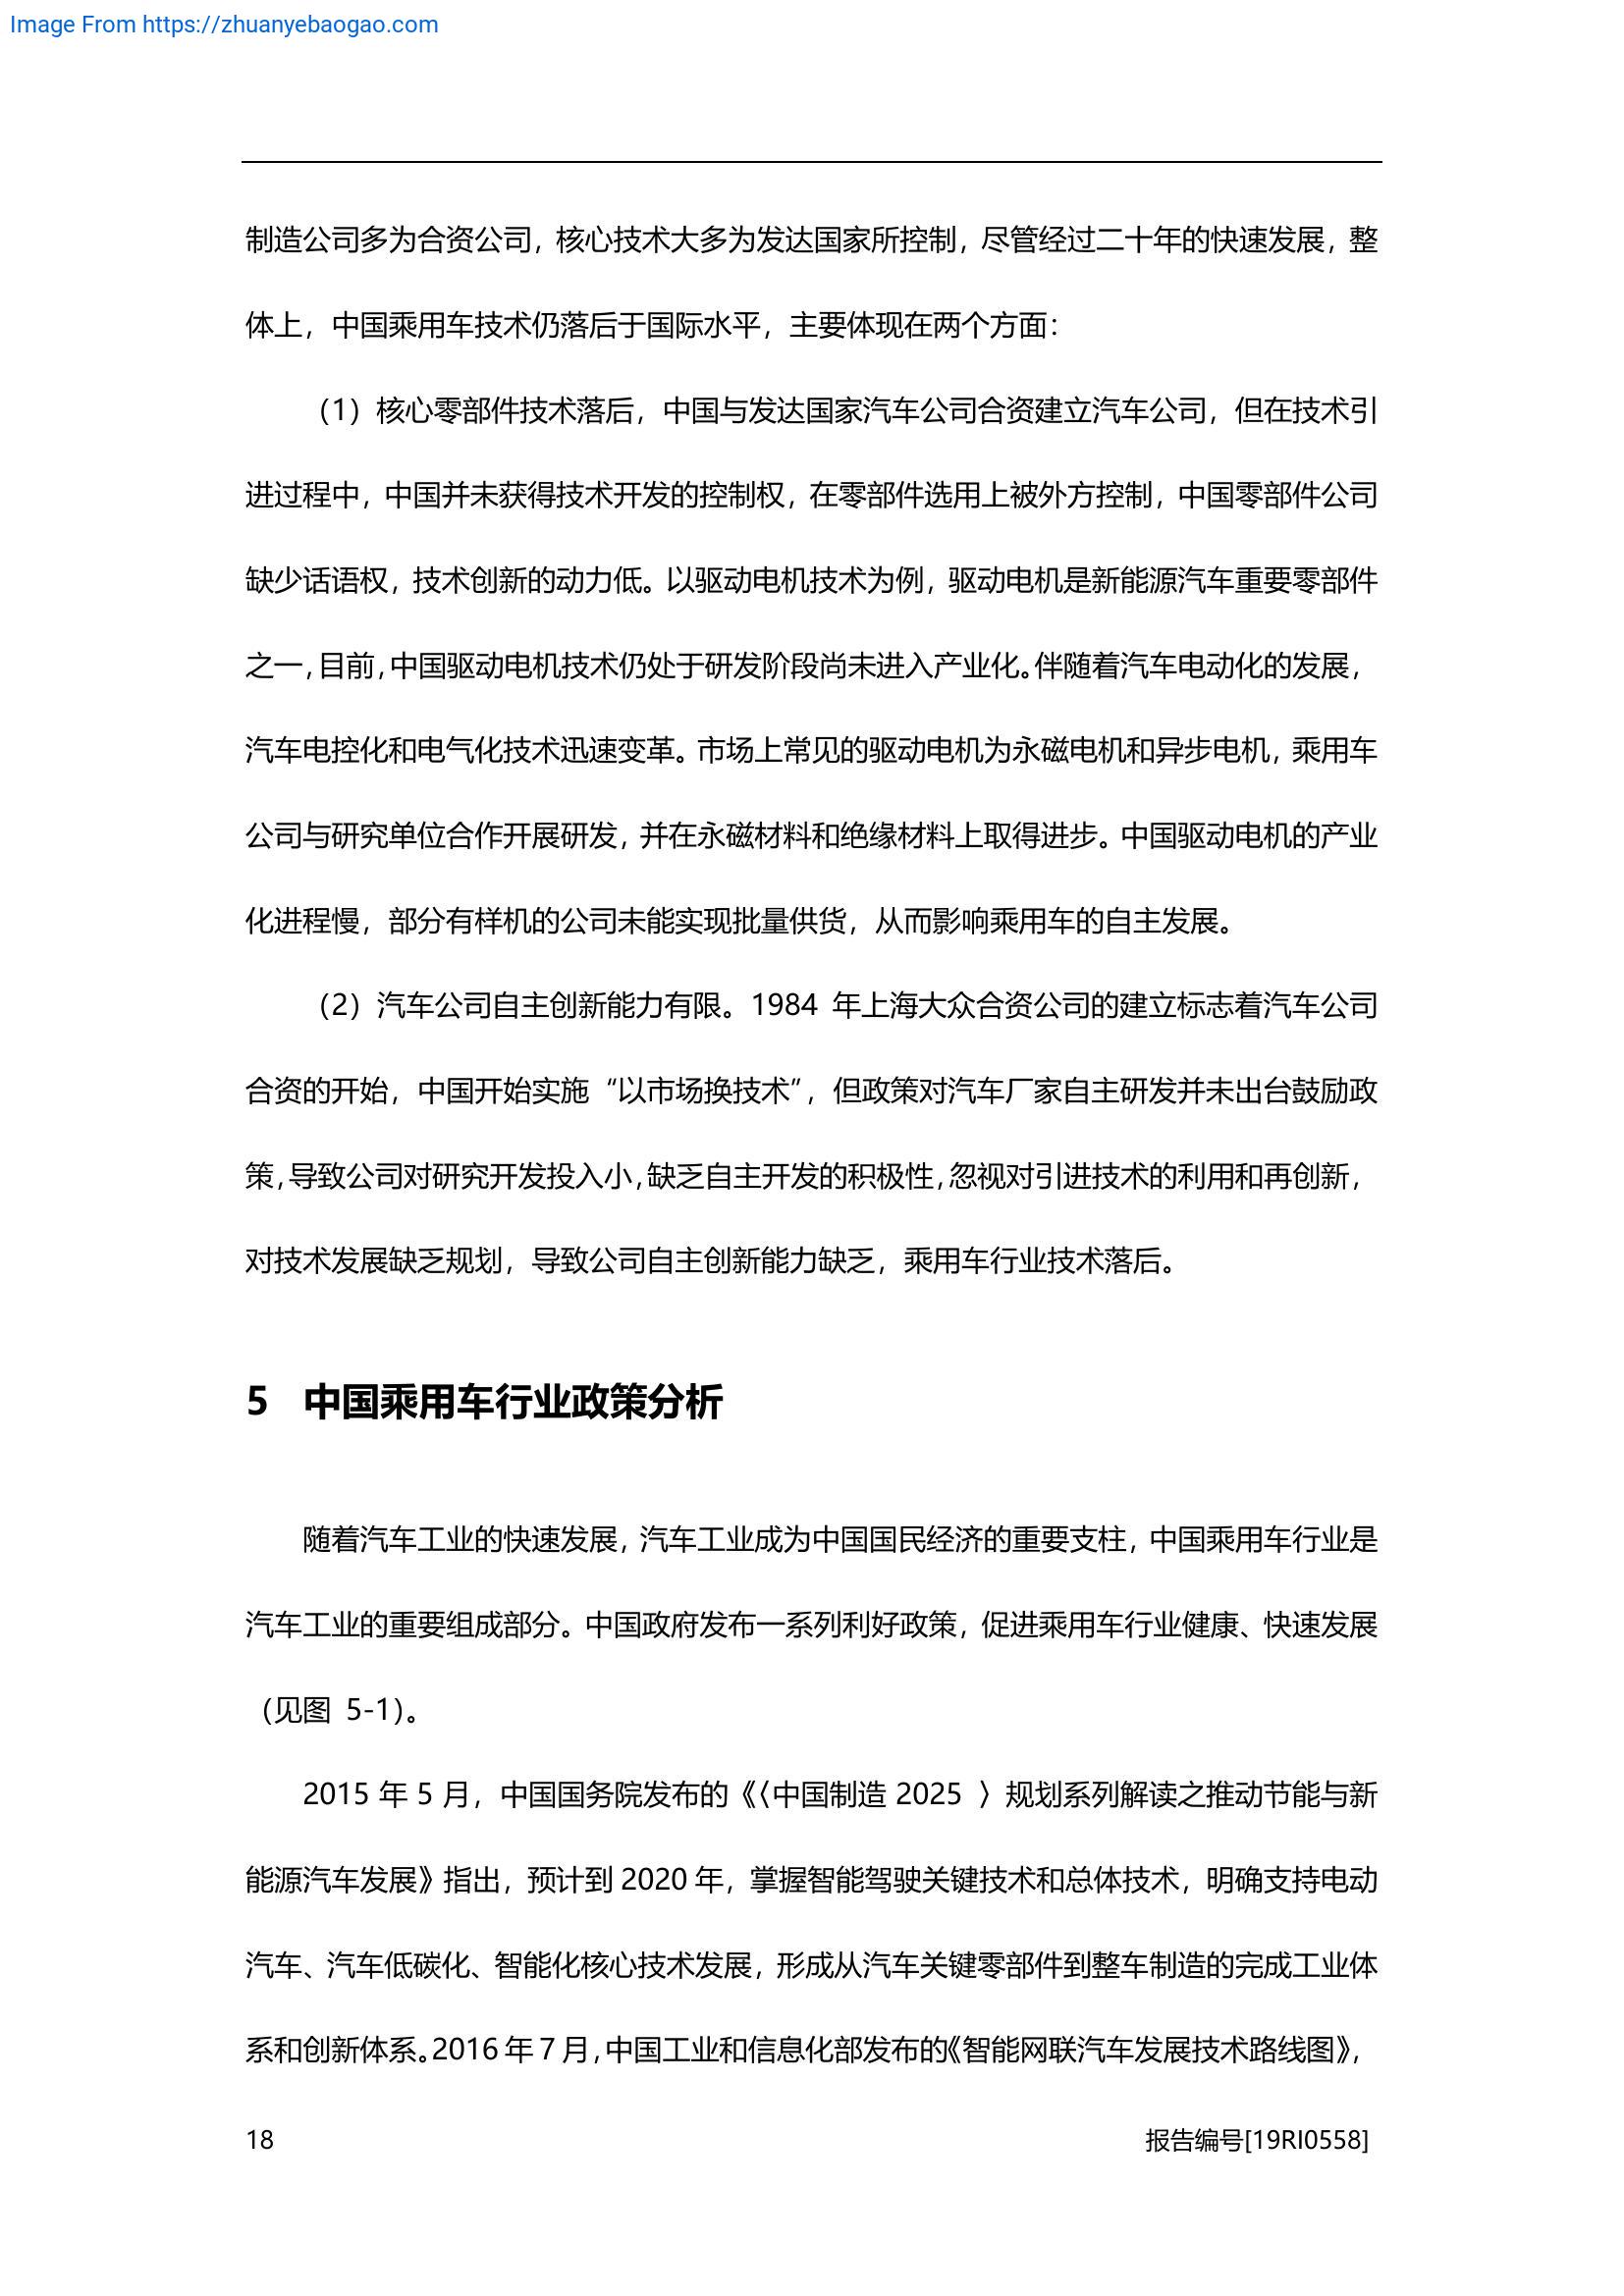 Image From https://zhuanyebaogao.com
制造公司多为合资公司，核心技术大多为发达国家所控制，尽管经过二十年的快速发展，整
体上，中国乘用车技术仍落后于国际水平，主要体现在两个方面：
（1）核心零部件技术落后，中国与发达国家汽车公司合资建立汽车公司，但在技术引
进过程中，中国并未获得技术开发的控制权，在零部件选用上被外方控制，中国零部件公司
缺少话语权，技术创新的动力低。以驱动电机技术为例，驱动电机是新能源汽车重要零部件
之一，目前，中国驱动电机技术仍处于研发阶段尚未进入产业化。伴随着汽车电动化的发展，
汽车电控化和电气化技术迅速变革。市场上常见的驱动电机为永磁电机和异步电机，乘用车
公司与研究单位合作开展研发，并在永磁材料和绝缘材料上取得进步。中国驱动电机的产业
化进程慢，部分有样机的公司未能实现批量供货，从而影响乘用车的自主发展。
（2）汽车公司自主创新能力有限。1984 年上海大众合资公司的建立标志着汽车公司
合资的开始，中国开始实施“以市场换技术”，但政策对汽车厂家自主研发并未出台鼓励政
策，导致公司对研究开发投入小，缺乏自主开发的积极性，忽视对引进技术的利用和再创新，
对技术发展缺乏规划，导致公司自主创新能力缺乏，乘用车行业技术落后。
5 中国乘用车行业政策分析
随着汽车工业的快速发展，汽车工业成为中国国民经济的重要支柱，中国乘用车行业是
汽车工业的重要组成部分。中国政府发布一系列利好政策，促进乘用车行业健康、快速发展
（见图 5-1）。
2015 年 5 月，中国国务院发布的《〈中国制造 2025 〉规划系列解读之推动节能与新
能源汽车发展》指出，预计到 2020 年，掌握智能驾驶关键技术和总体技术，明确支持电动
汽车、汽车低碳化、智能化核心技术发展，形成从汽车关键零部件到整车制造的完成工业体
系和创新体系。2016 年 7 月，中国工业和信息化部发布的《智能网联汽车发展技术路线图》，
18 报告编号[19RI0558]